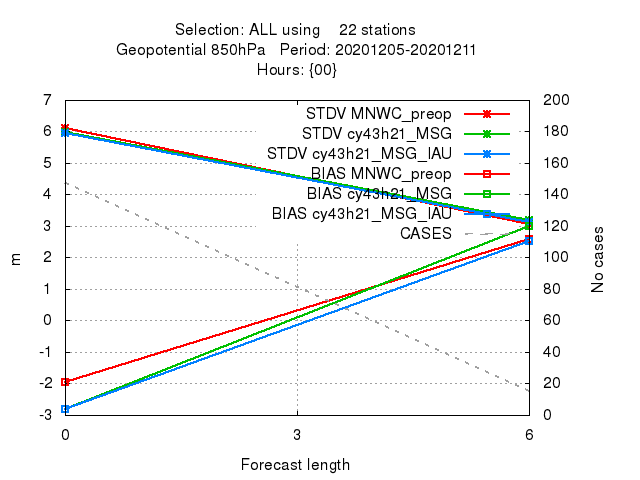 Selection: ALL using 22 stations
Geopotential 850hPa Period: 20201205-20201211
Hours: {00}
7 200
6 180
5 160
4 140
3 120
2 100
1 80
0 60
-1 40
-2 20
-3 0
STDV MNWC_preop
STDV cy43h21_MSG
STDV cy43h21_MSG_IAU
BIAS MNWC_preop
BIAS cy43h21_MSG
BIAS cy43h21_MSG_IAU
CASES
m
No cases
0 3 6
Forecast length